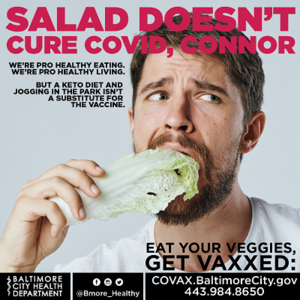 SALAD DOESN'T
CURE COVID, CONNOR
WE'RE PRO HEALTHY EATING.
WE'RE PRO HEALTHY LIVING.
BUT A KETO DIET AND
JOGGING IN THE PARK ISN'T
A SUBSTITUTE FOR
THE VACCINE.
EAT YOUR VEGGIES,
GET VAXXED:
BALTIMORE
CITY HEALTH
DEPARTMENT
@Bmore_Healthy
COVAX.BaltimoreCity.gov
443.984.8650